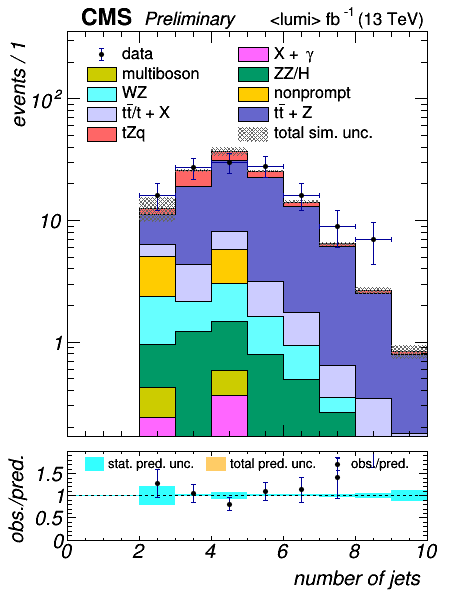 CMS Preliminary <lumi> fb⁻¹ (13 TeV)
events / 1
data
multiboson
WZ
tt̄/t + X
tZq
X + γ
ZZ/H
nonprompt
tt̄ + Z
total sim. unc.
10²
10
1
obs./pred.
stat. pred. unc. total pred. unc. obs./pred.
1.5
1
0.5
0
0 2 4 6 8 10
number of jets